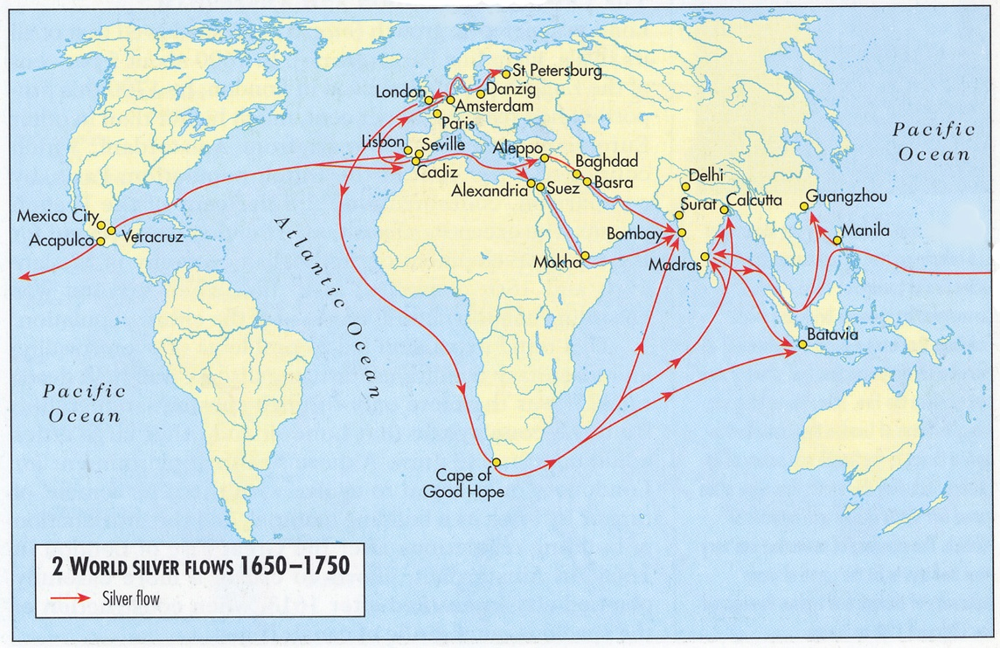 St Petersburg
London
Danzig
Amsterdam
Paris
Pacific
Ocean
Lisbon
Seville
Aleppo
Cadiz
Baghdad
Basra
Delhi
Alexandria
Suez
Surat
Calcutta
Guangzhou
Mexico City
Acapulco
Veracruz
Bombay
Manila
Mokha
Madras
Atlantic Ocean
Batavia
Pacific
Ocean
Cape of
Good Hope
2 WORLD SILVER FLOWS 1650–1750
Silver flow